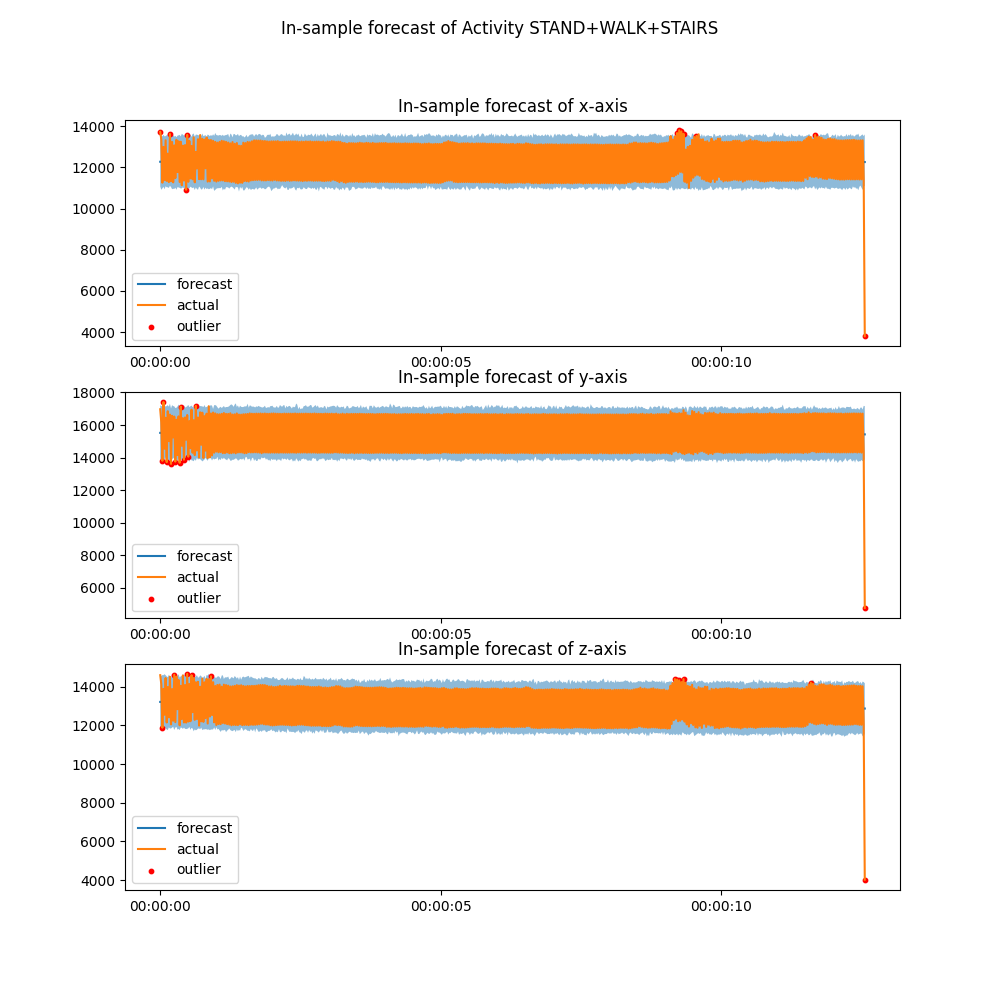 In-sample forecast of Activity STAND+WALK+STAIRS
In-sample forecast of x-axis
14000
12000
10000
8000
6000
4000
forecast
actual
outlier
00:00:00 00:00:05 00:00:10
In-sample forecast of y-axis
18000
16000
14000
12000
10000
8000
6000
forecast
actual
outlier
00:00:00 00:00:05 00:00:10
In-sample forecast of z-axis
14000
12000
10000
8000
6000
4000
forecast
actual
outlier
00:00:00 00:00:05 00:00:10